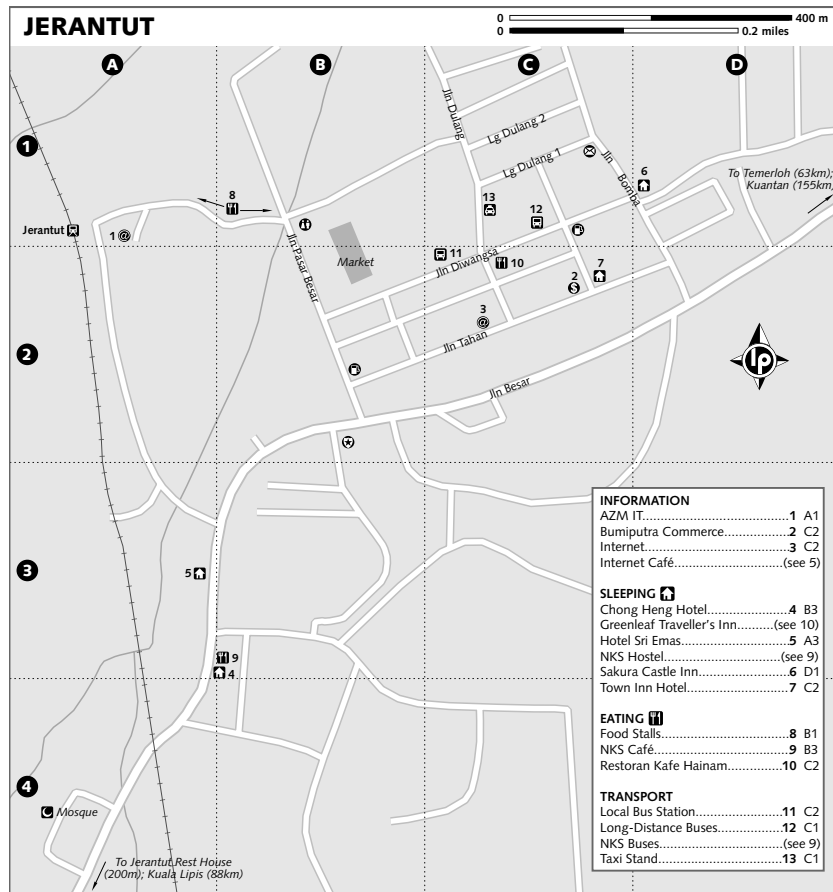 JERANTUT
0 400 m
0 0.2 miles
A B C D
1
2
3
4
Jln Dulang
Lg Dulang 2
Lg Dulang 1
Jln Bomba
6
To Temerloh (63km);
Kuantan (155km)
8
13
12
Jerantut
1 @
Jln Pasar Besar
Market
11
Jln Diwangsa
10
7
2
$
3
@
Jln Tahan
Jln Besar
lp
5
9
4
Mosque
To Jerantut Rest House
(200m); Kuala Lipis (88km)
INFORMATION
AZM IT....................................1 A1
Bumiputra Commerce................2 C2
Internet...................................3 C2
Internet Café.......................(see 5)
SLEEPING
Chong Heng Hotel....................4 B3
Greenleaf Traveller's Inn.......(see 10)
Hotel Sri Emas.........................5 A3
NKS Hostel...........................(see 9)
Sakura Castle Inn.....................6 D1
Town Inn Hotel........................7 C2
EATING
Food Stalls...............................8 B1
NKS Café.................................9 B3
Restoran Kafe Hainam.............10 C2
TRANSPORT
Local Bus Station.....................11 C2
Long-Distance Buses................12 C1
NKS Buses............................(see 9)
Taxi Stand..............................13 C1